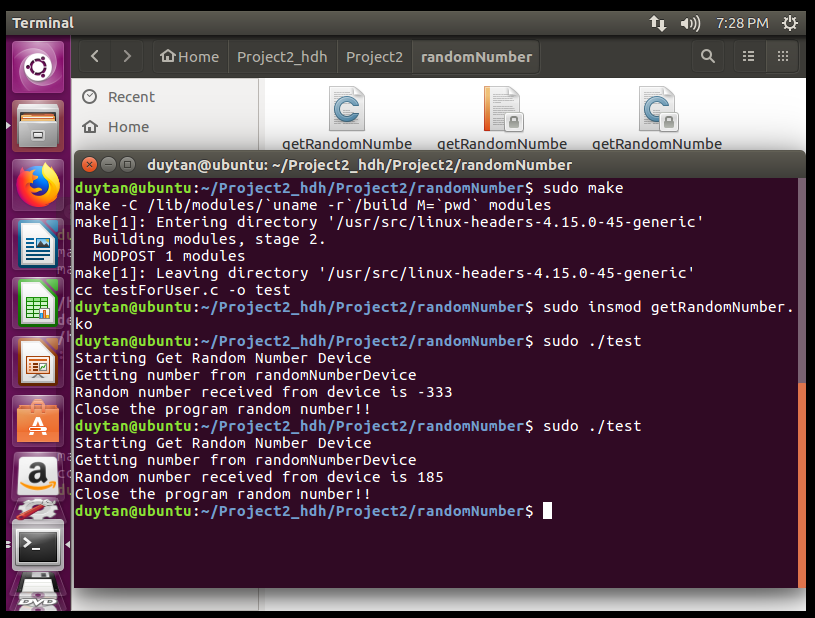 Terminal
7:28 PM
Home
Project2_hdh
Project2
randomNumber
Recent
Home
getRandomNumbe
getRandomNumbe
getRandomNumbe
duytan@ubuntu: ~/Project2_hdh/Project2/randomNumber
duytan@ubuntu:~/Project2_hdh/Project2/randomNumber$ sudo make
make -C /lib/modules/`uname -r`/build M=`pwd` modules
make[1]: Entering directory '/usr/src/linux-headers-4.15.0-45-generic'
  Building modules, stage 2.
  MODPOST 1 modules
make[1]: Leaving directory '/usr/src/linux-headers-4.15.0-45-generic'
cc testForUser.c -o test
duytan@ubuntu:~/Project2_hdh/Project2/randomNumber$ sudo insmod getRandomNumber.
ko
duytan@ubuntu:~/Project2_hdh/Project2/randomNumber$ sudo ./test
Starting Get Random Number Device
Getting number from randomNumberDevice
Random number received from device is -333
Close the program random number!!
duytan@ubuntu:~/Project2_hdh/Project2/randomNumber$ sudo ./test
Starting Get Random Number Device
Getting number from randomNumberDevice
Random number received from device is 185
Close the program random number!!
duytan@ubuntu:~/Project2_hdh/Project2/randomNumber$